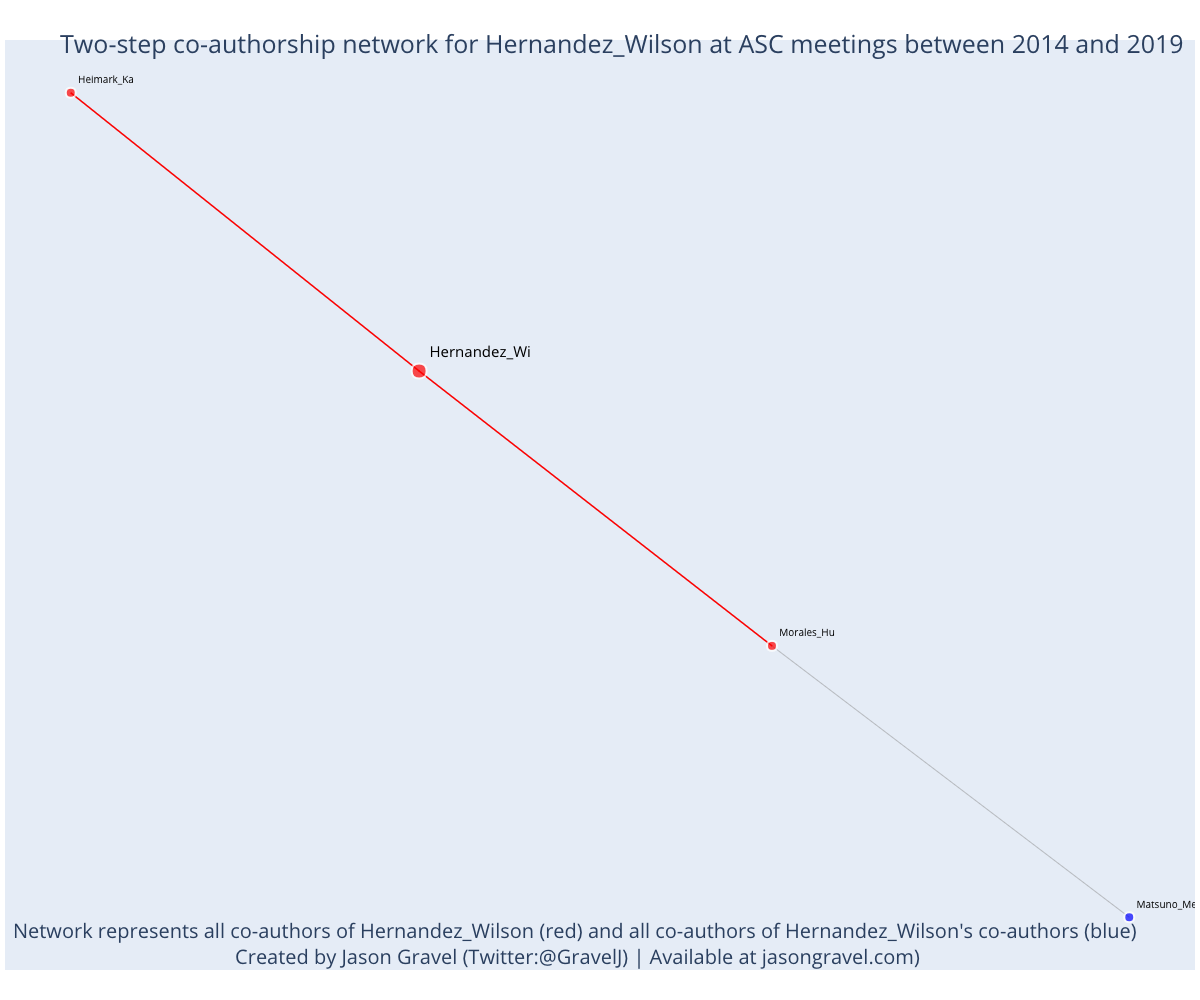 Two-step co-authorship network for Hernandez_Wilson at ASC meetings between 2014 and 2019
Heimark_Ka
Hernandez_Wi
Morales_Hu
Matsuno_Me
Network represents all co-authors of Hernandez_Wilson (red) and all co-authors of Hernandez_Wilson's co-authors (blue)
Created by Jason Gravel (Twitter:@GravelJ) | Available at jasongravel.com)